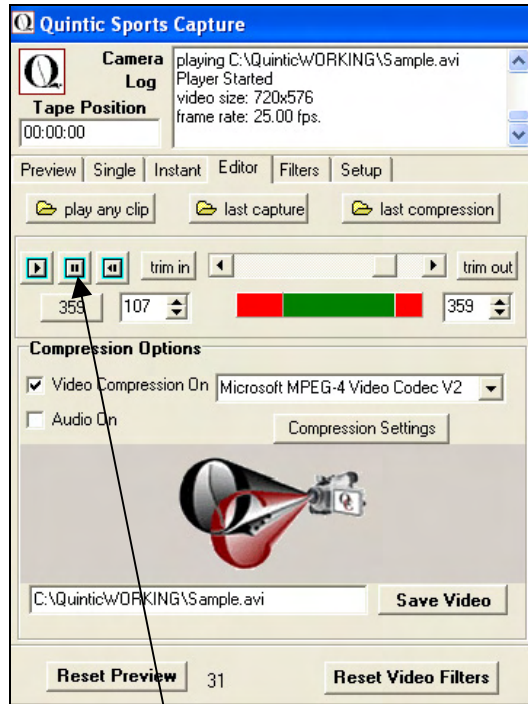 Quintic Sports Capture
Camera
Log
Tape Position
00:00:00
playing C:\QuinticWORKING\Sample.avi
Player Started
video size: 720x576
frame rate: 25.00 fps.
Preview Single Instant Editor Filters Setup
play any clip last capture last compression
trim in trim out
359 107 359
Compression Options
Video Compression On Microsoft MPEG-4 Video Codec V2
Audio On Compression Settings
C:\QuinticWORKING\Sample.avi Save Video
Reset Preview 31 Reset Video Filters